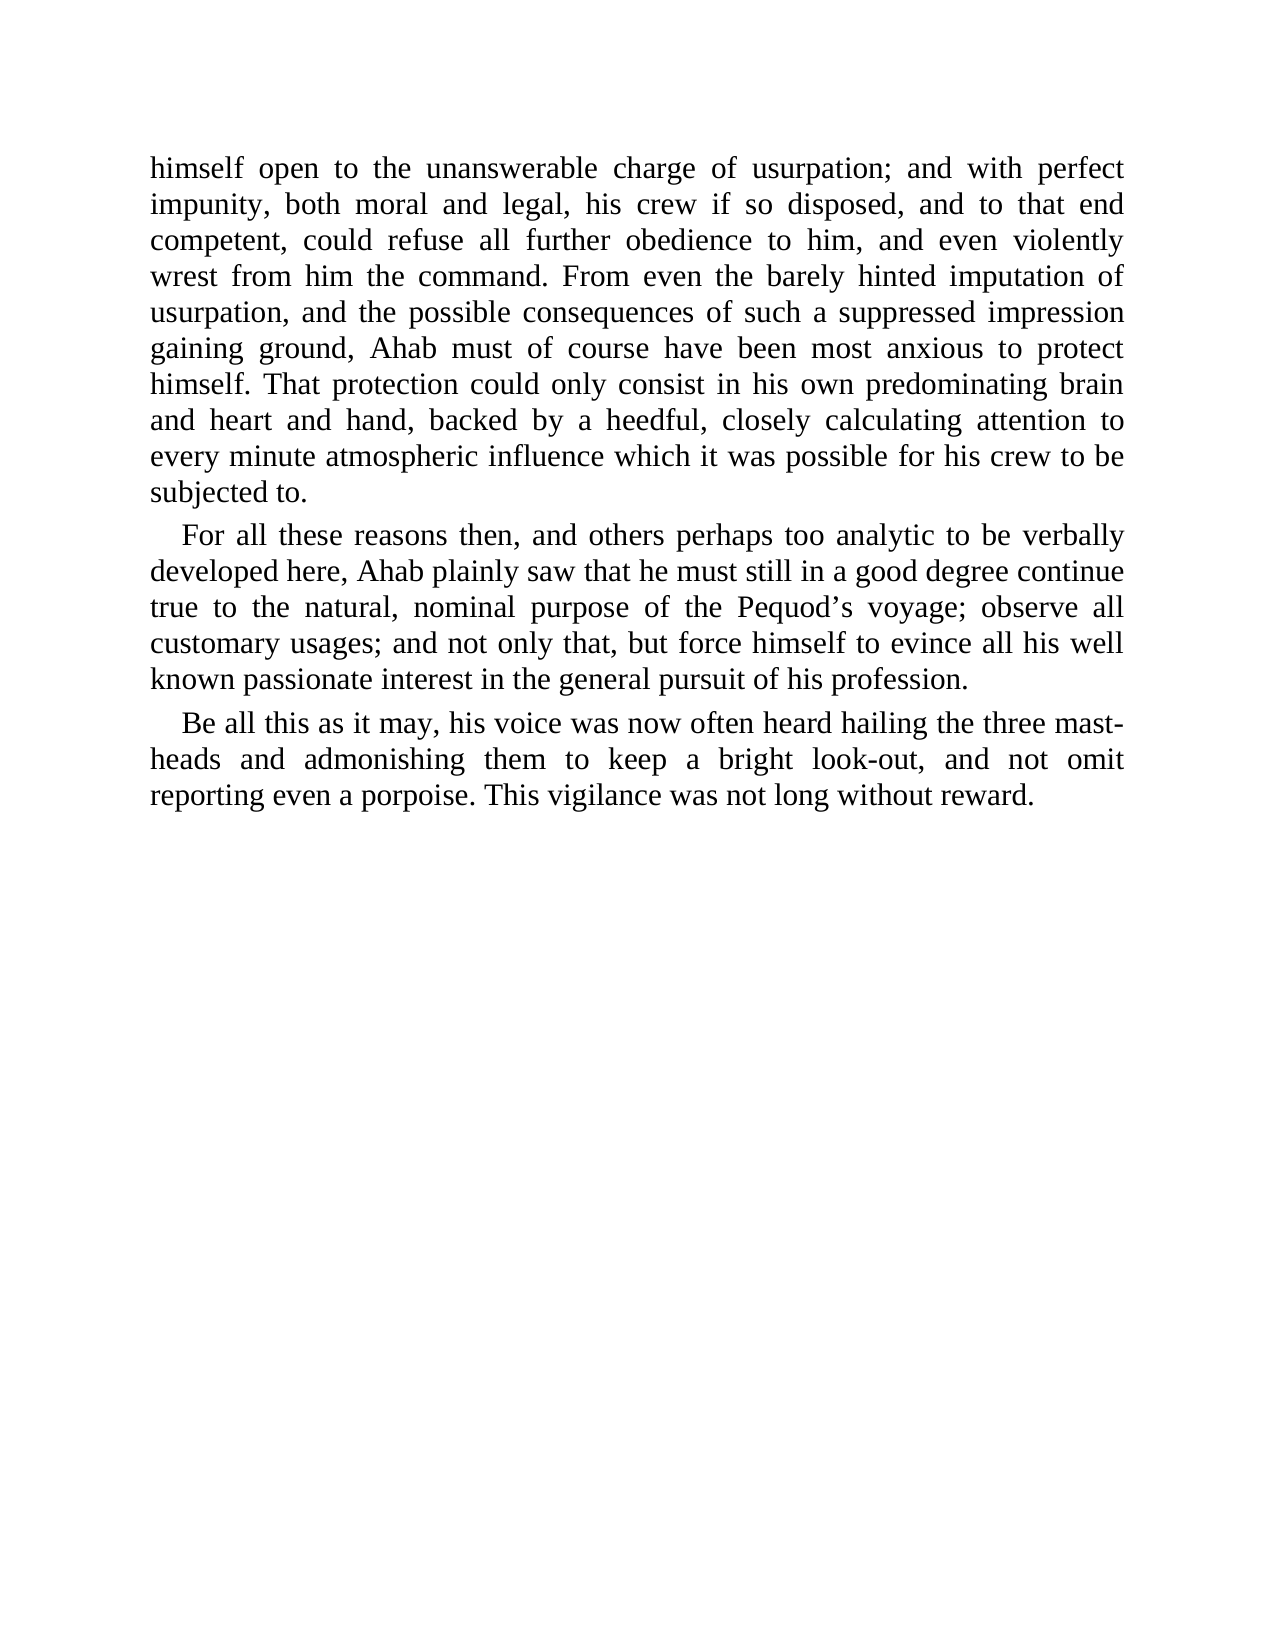 himself open to the unanswerable charge of usurpation; and with perfect
impunity, both moral and legal, his crew if so disposed, and to that end
competent, could refuse all further obedience to him, and even violently
wrest from him the command. From even the barely hinted imputation of
usurpation, and the possible consequences of such a suppressed impression
gaining ground, Ahab must of course have been most anxious to protect
himself. That protection could only consist in his own predominating brain
and heart and hand, backed by a heedful, closely calculating attention to
every minute atmospheric influence which it was possible for his crew to be
subjected to.
For all these reasons then, and others perhaps too analytic to be verbally
developed here, Ahab plainly saw that he must still in a good degree continue
true to the natural, nominal purpose of the Pequod’s voyage; observe all
customary usages; and not only that, but force himself to evince all his well
known passionate interest in the general pursuit of his profession.
Be all this as it may, his voice was now often heard hailing the three mast-
heads and admonishing them to keep a bright look-out, and not omit
reporting even a porpoise. This vigilance was not long without reward.